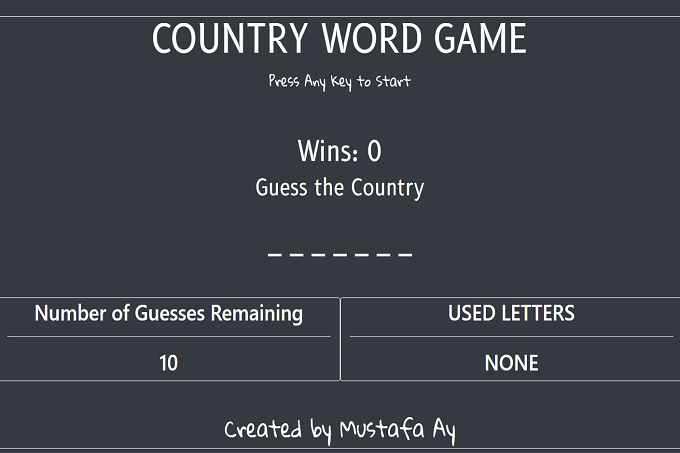 COUNTRY WORD GAME
Press Any Key to Start
Wins: 0
Guess the Country
_ _ _ _ _ _ _
Number of Guesses Remaining
USED LETTERS
10
NONE
Created by Mustafa Ay